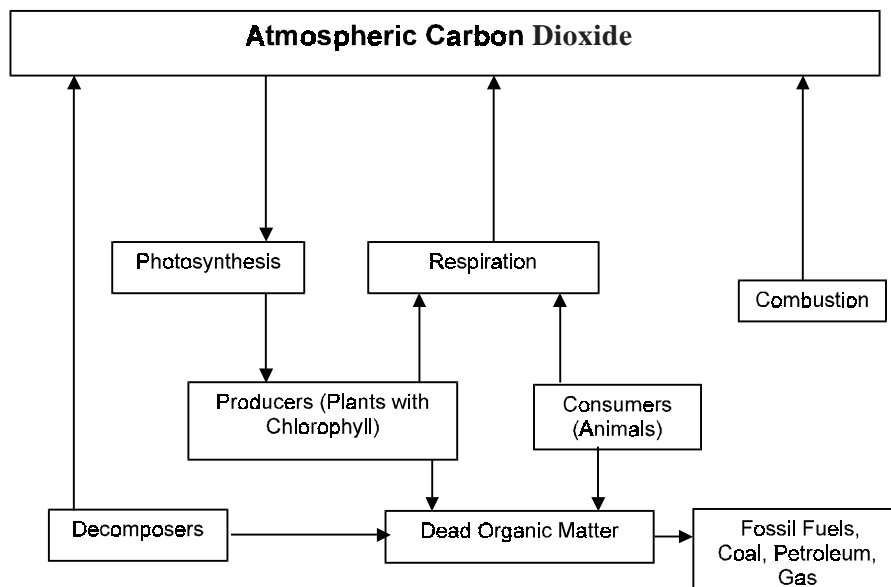 Atmospheric Carbon Dioxide
Photosynthesis
Respiration
Combustion
Producers (Plants with
Chlorophyll)
Consumers
(Animals)
Decomposers
Dead Organic Matter
Fossil Fuels,
Coal, Petroleum,
Gas